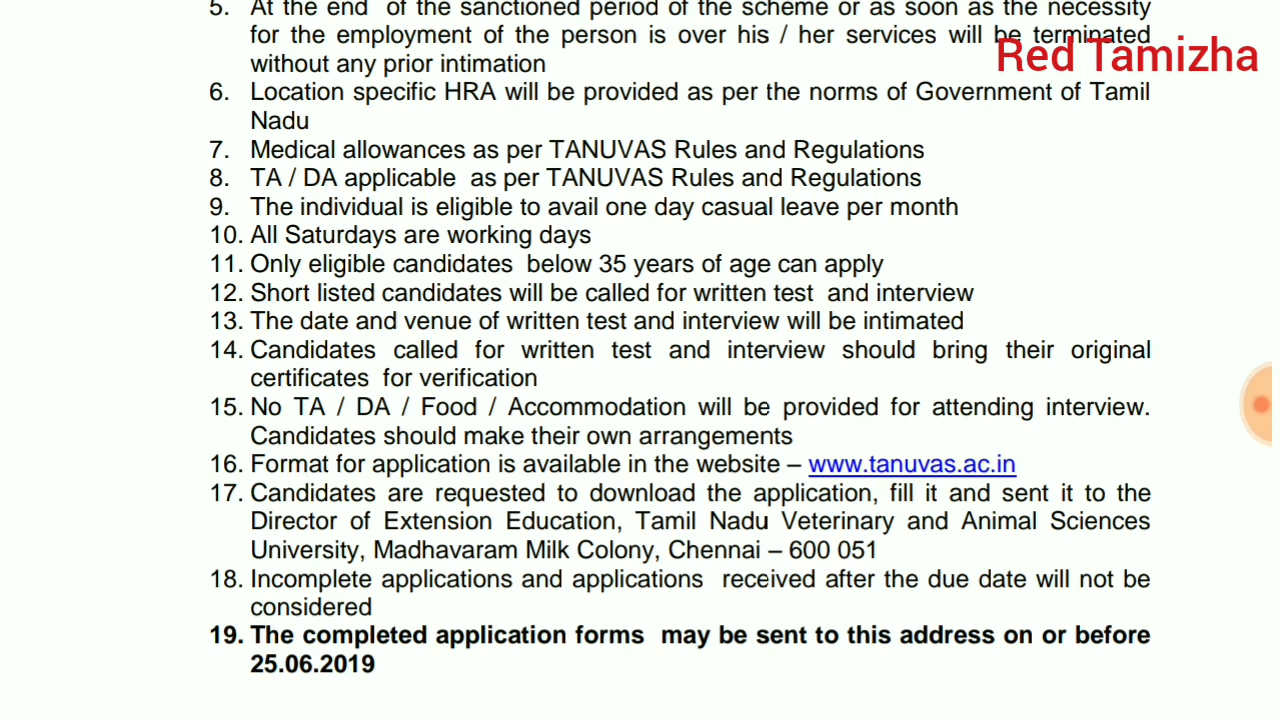 5. At the end of the sanctioned period of the scheme or as soon as the necessity
for the employment of the person is over his / her services will be terminated
Red Tamizha
without any prior intimation
6. Location specific HRA will be provided as per the norms of Government of Tamil
Nadu
7. Medical allowances as per TANUVAS Rules and Regulations
8. TA / DA applicable as per TANUVAS Rules and Regulations
9. The individual is eligible to avail one day casual leave per month
10. All Saturdays are working days
11. Only eligible candidates below 35 years of age can apply
12. Short listed candidates will be called for written test and interview
13. The date and venue of written test and interview will be intimated
14. Candidates called for written test and interview should bring their original
certificates for verification
15. No TA / DA / Food / Accommodation will be provided for attending interview.
Candidates should make their own arrangements
16. Format for application is available in the website – www.tanuvas.ac.in
17. Candidates are requested to download the application, fill it and sent it to the
Director of Extension Education, Tamil Nadu Veterinary and Animal Sciences
University, Madhavaram Milk Colony, Chennai – 600 051
18. Incomplete applications and applications received after the due date will not be
considered
19. The completed application forms may be sent to this address on or before
25.06.2019